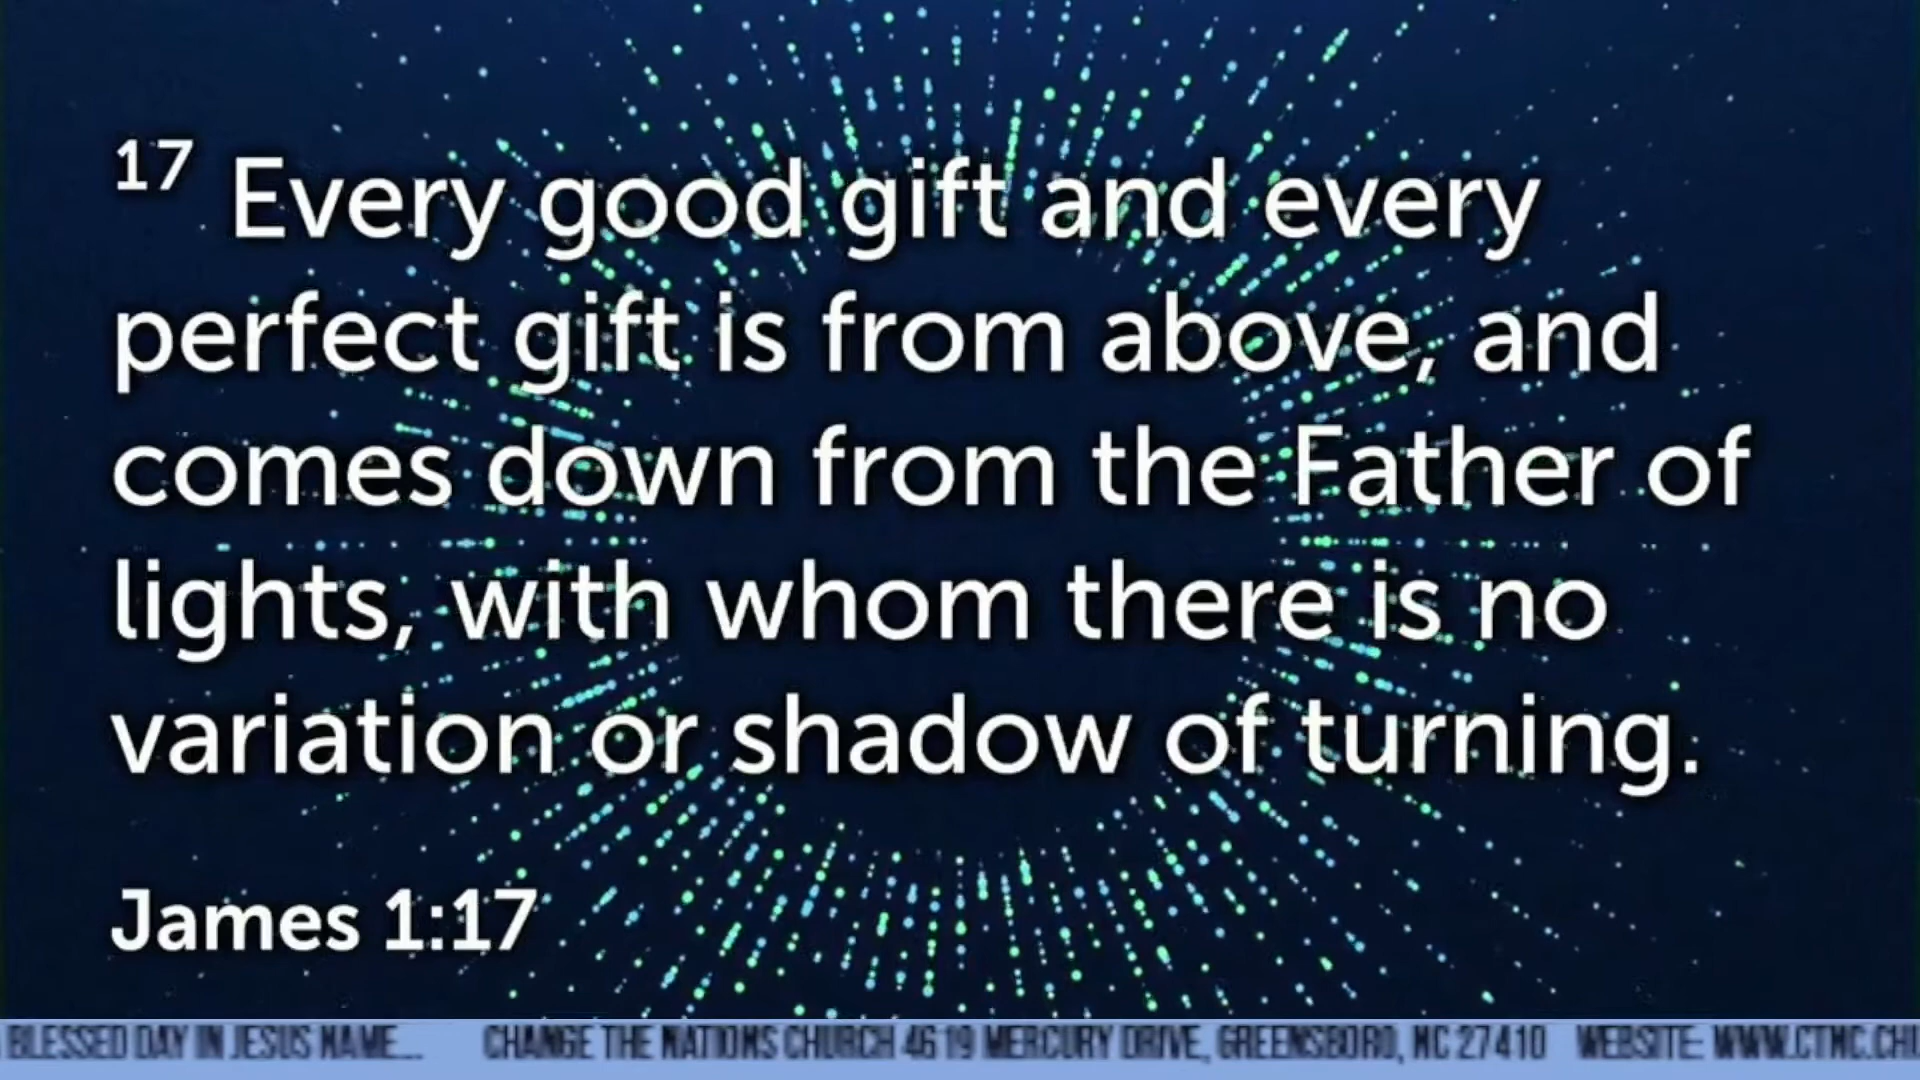 17 Every good gift and every
perfect gift is from above, and
comes down from the Father of
lights, with whom there is no
variation or shadow of turning.
James 1:17
BLESSED DAY IN JESUS NAME... CHANGE THE NATIONS CHURCH 4619 MERCURY DRIVE, GREENSBORO, NC 27410 WEBSITE: WWW.CTNC.CHU